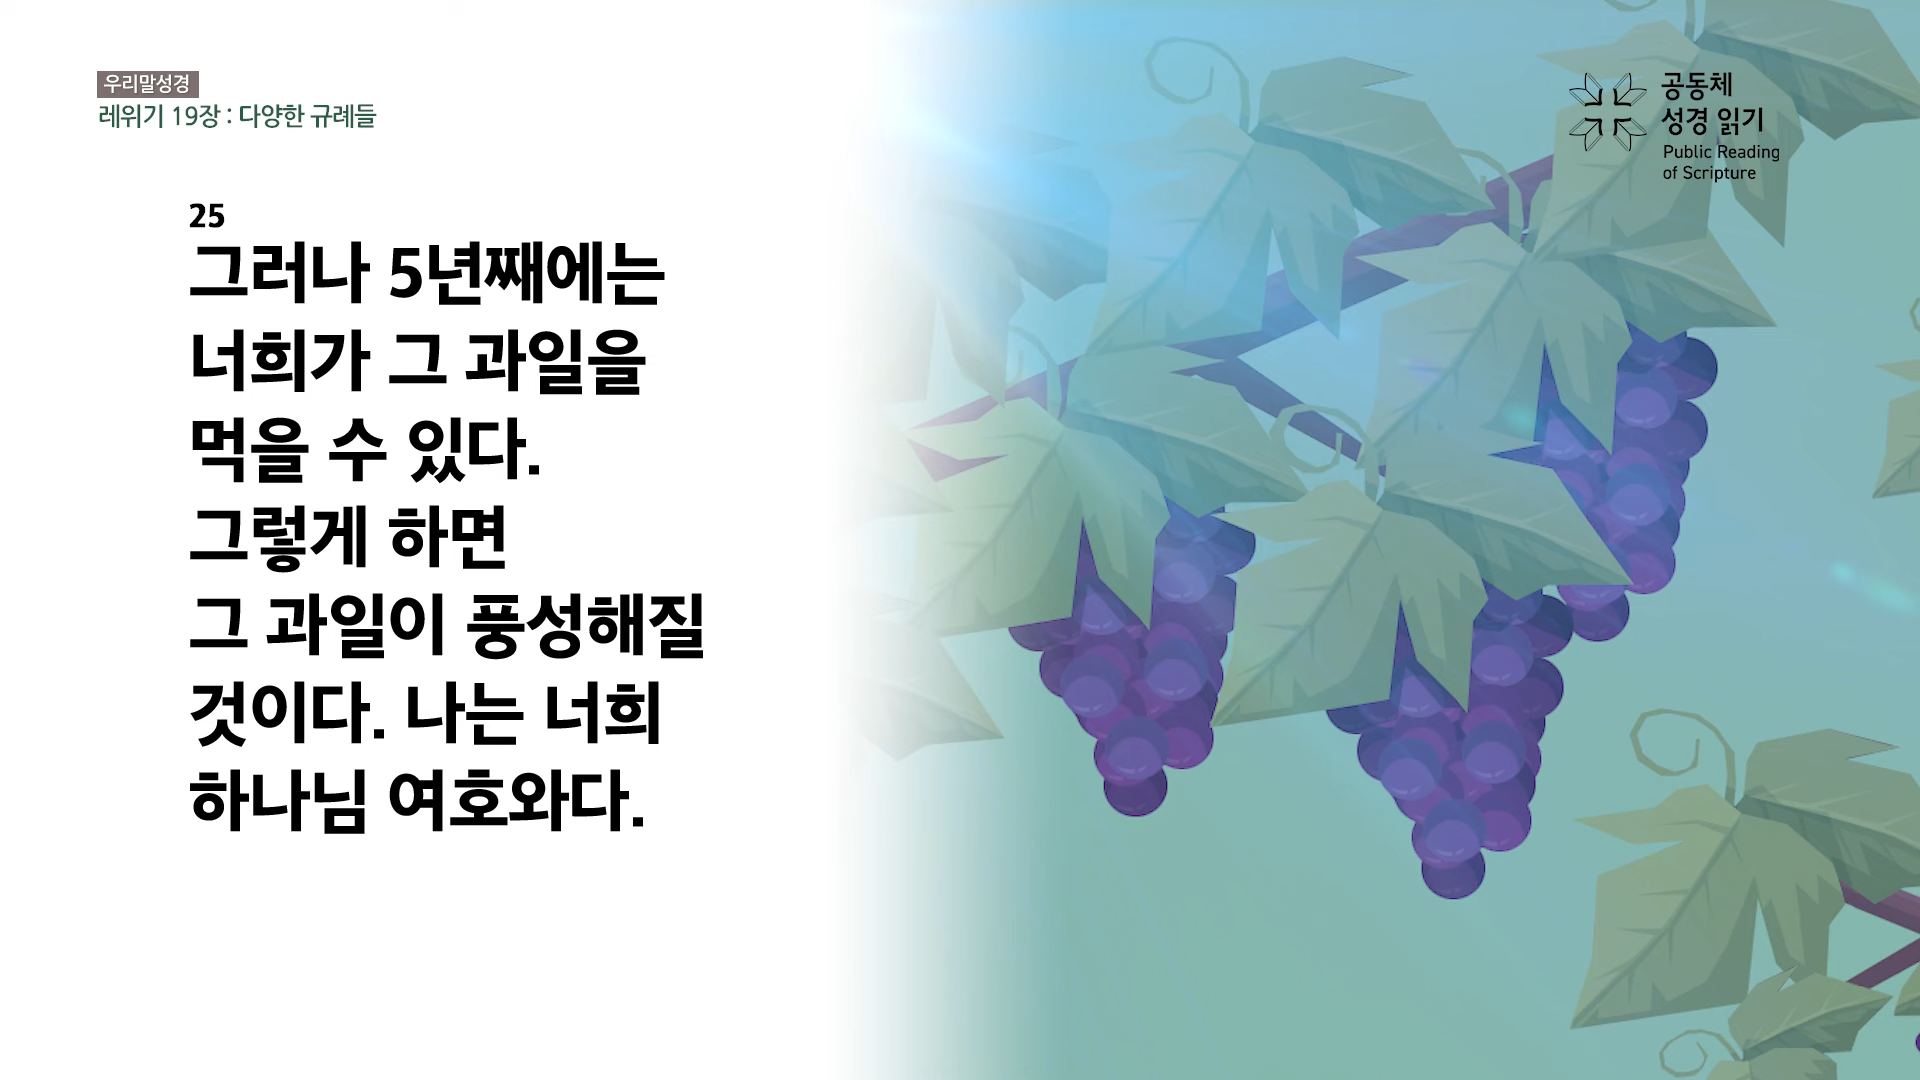 우리말성경
레위기 19장 : 다양한 규례들
공동체
성경 읽기
Public Reading
of Scripture
25
그러나 5년째에는
너희가 그 과일을
먹을 수 있다.
그렇게 하면
그 과일이 풍성해질
것이다. 나는 너희
하나님 여호와다.